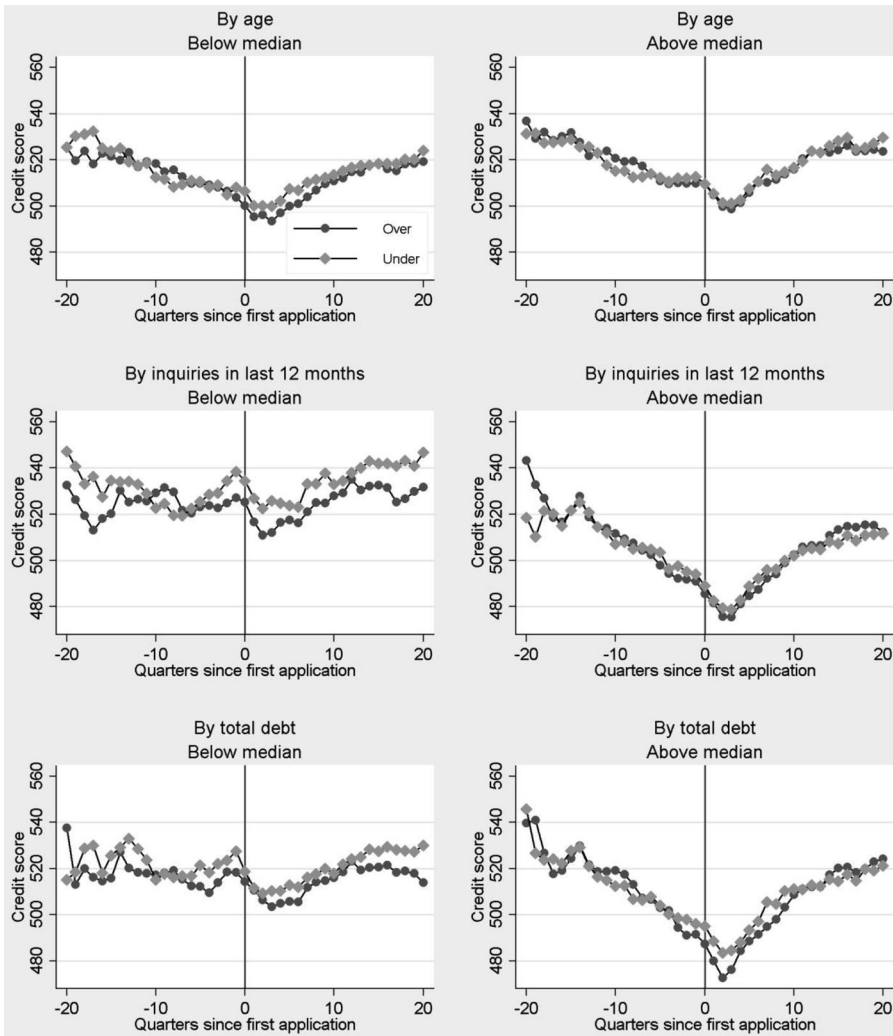 By age
Below median
560
540
520
500
480
Credit score
Over
Under
-20 -10 0 10 20
Quarters since first application
By age
Above median
560
540
520
500
480
Credit score
-20 -10 0 10 20
Quarters since first application
By inquiries in last 12 months
Below median
560
540
520
500
480
Credit score
-20 -10 0 10 20
Quarters since first application
By inquiries in last 12 months
Above median
560
540
520
500
480
Credit score
-20 -10 0 10 20
Quarters since first application
By total debt
Below median
560
540
520
500
480
Credit score
-20 -10 0 10 20
Quarters since first application
By total debt
Above median
560
540
520
500
480
Credit score
-20 -10 0 10 20
Quarters since first application